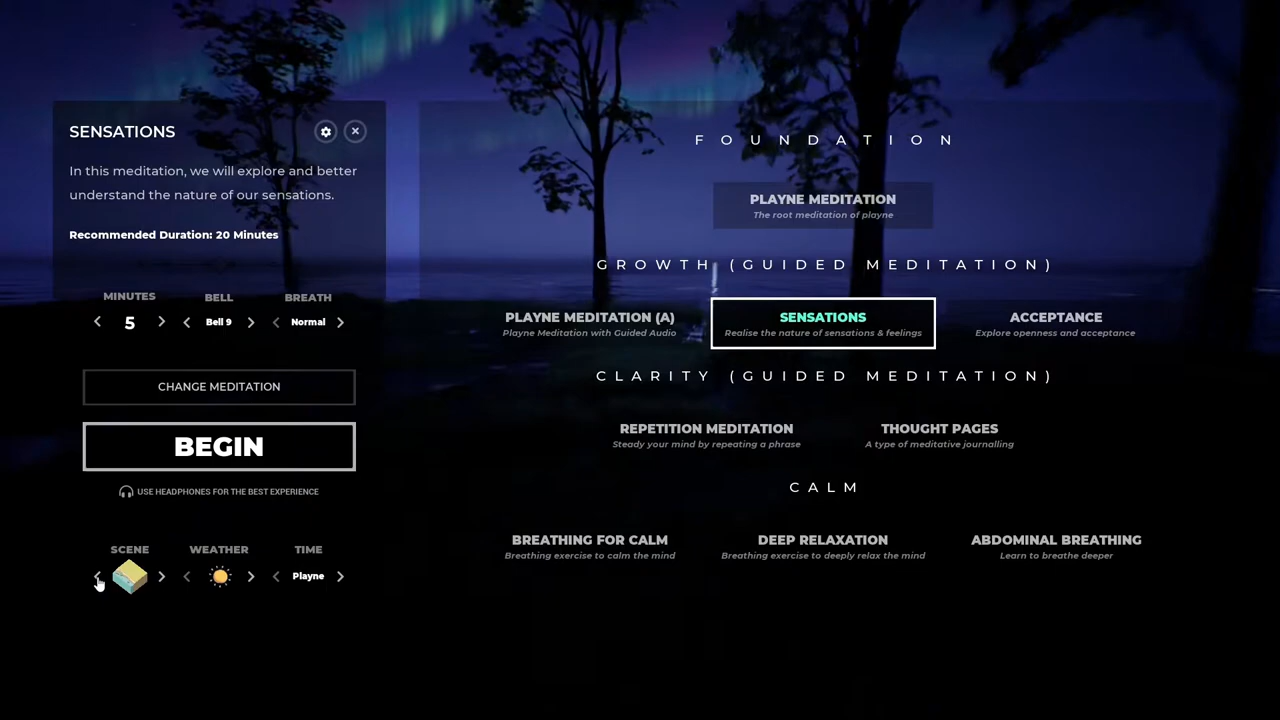 SENSATIONS
In this meditation, we will explore and better
understand the nature of our sensations.
Recommended Duration: 20 Minutes
MINUTES BELL BREATH
5 Bell 9 Normal
CHANGE MEDITATION
BEGIN
USE HEADPHONES FOR THE BEST EXPERIENCE
SCENE WEATHER TIME
Playne
FOUNDATION
PLAYNE MEDITATION
The root meditation of playne
GROWTH (GUIDED MEDITATION)
PLAYNE MEDITATION (A) SENSATIONS ACCEPTANCE
Playne Meditation with Guided Audio Realise the nature of sensations & feelings Explore openness and acceptance
CLARITY (GUIDED MEDITATION)
REPETITION MEDITATION THOUGHT PAGES
Steady your mind by repeating a phrase A type of meditative journalling
CALM
BREATHING FOR CALM DEEP RELAXATION ABDOMINAL BREATHING
Breathing exercise to calm the mind Breathing exercise to deeply relax the mind Learn to breathe deeper